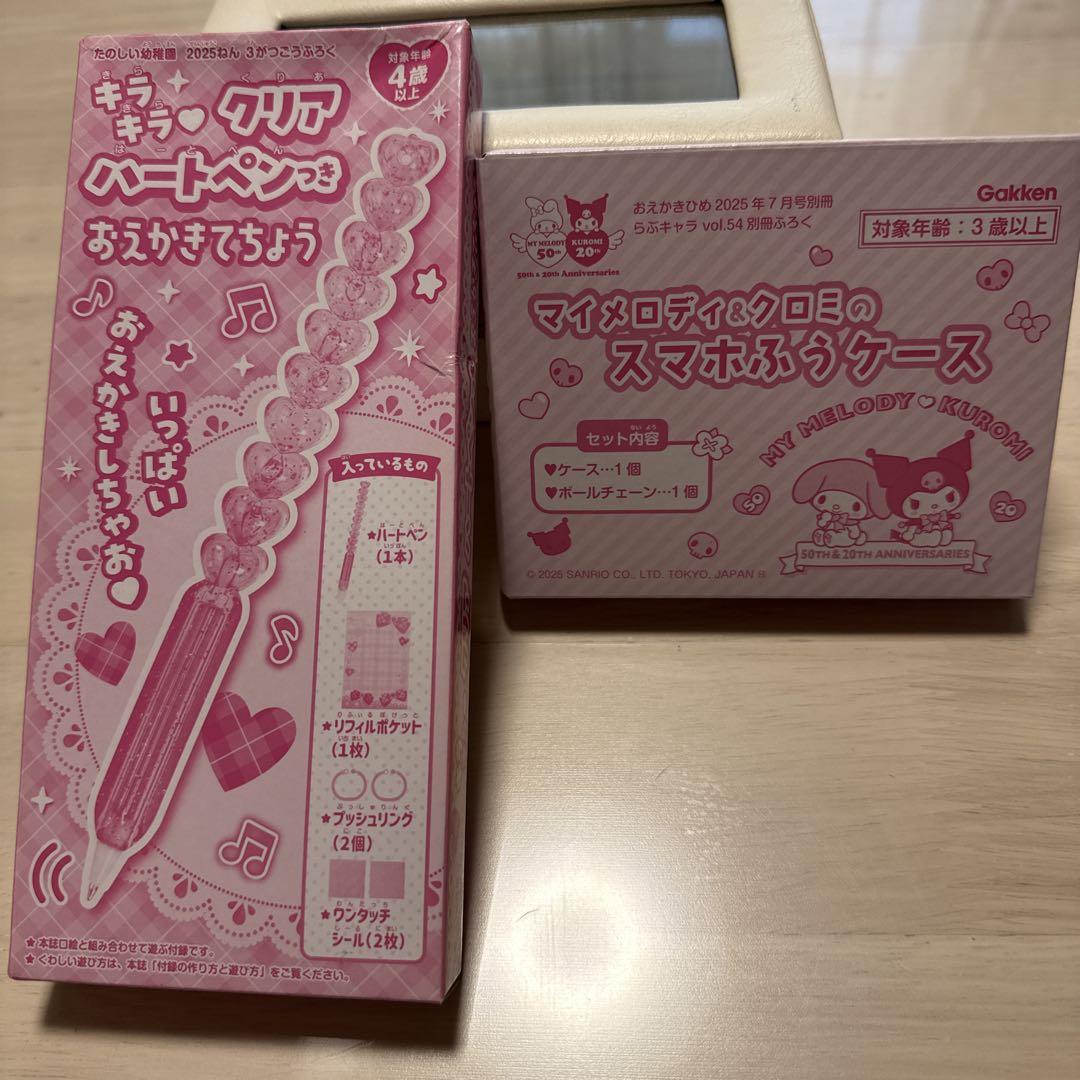 たのしい幼稚園 2025ねん 3がつごうふろく
対象年齢
4歳
以上
キラ
キラ♥クリア
ハートペンつき
おえかきてちょう
いっぱい
おえかきしちゃお♥
入っているもの
★ハートペン
(1本)
★リフィルポケット
(1枚)
★プッシュリング
(2個)
★ワンタッチ
シール(2枚)
★本誌口絵と組み合わせて遊ぶ付録です。
★くわしい遊び方は、本誌「付録の作り方と遊び方」をご覧ください。
Gakken
おえかきひめ 2025年7月号別冊
らぶキャラ vol.54 別冊ふろく
対象年齢：3歳以上
MY MELODY
50th
KUROMI
20th
50th & 20th Anniversaries
マイメロディ&クロミの
スマホふうケース
セット内容
♥ケース…1個
♥ボールチェーン…1個
MY MELODY ♥ KUROMI
50
20
50TH & 20TH ANNIVERSARIES
© 2025 SANRIO CO., LTD. TOKYO, JAPAN